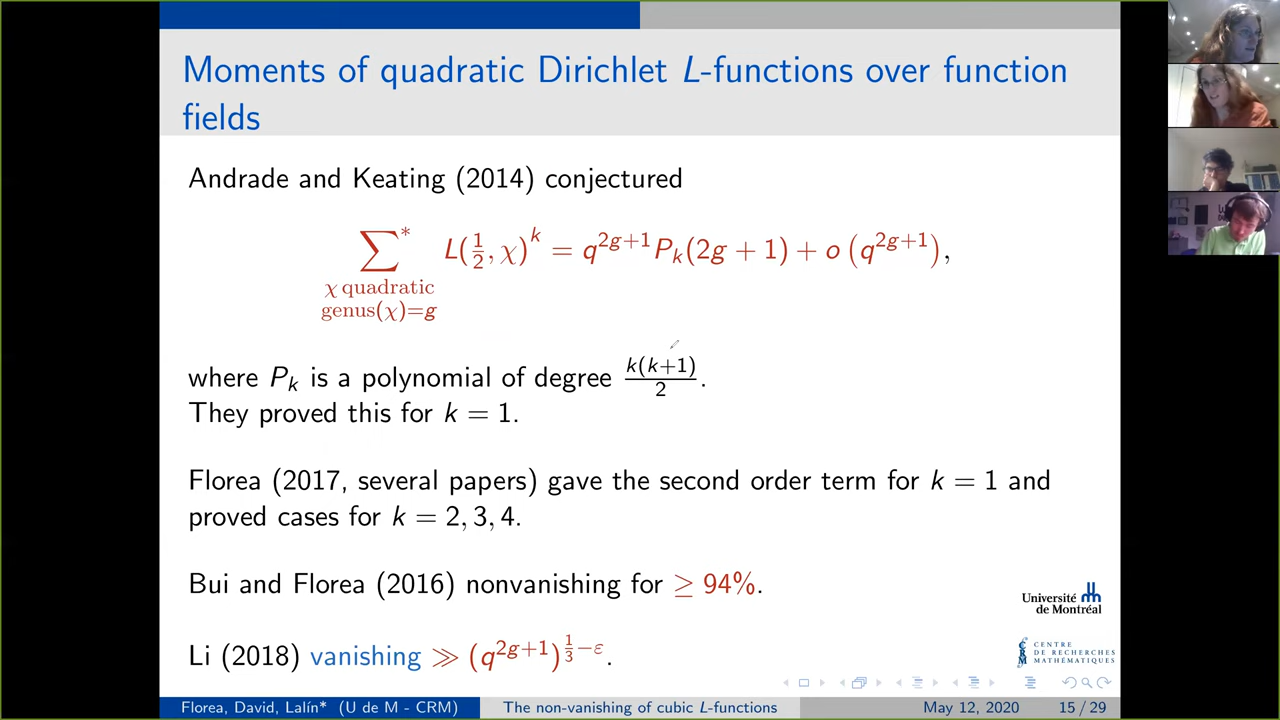 Moments of quadratic Dirichlet L-functions over function
fields
Andrade and Keating (2014) conjectured
∑* L(1/2, χ)^k = q^{2g+1} P_k(2g + 1) + o (q^{2g+1}),
χ quadratic
genus(χ)=g
where P_k is a polynomial of degree k(k+1)/2.
They proved this for k = 1.
Florea (2017, several papers) gave the second order term for k = 1 and
proved cases for k = 2, 3, 4.
Bui and Florea (2016) nonvanishing for ≥ 94%.
Université
de Montréal
Li (2018) vanishing ≫ (q^{2g+1})^{1/3−ε}.
CRM
CENTRE
DE RECHERCHES
MATHÉMATIQUES
Florea, David, Lalín* (U de M - CRM) The non-vanishing of cubic L-functions May 12, 2020 15 / 29